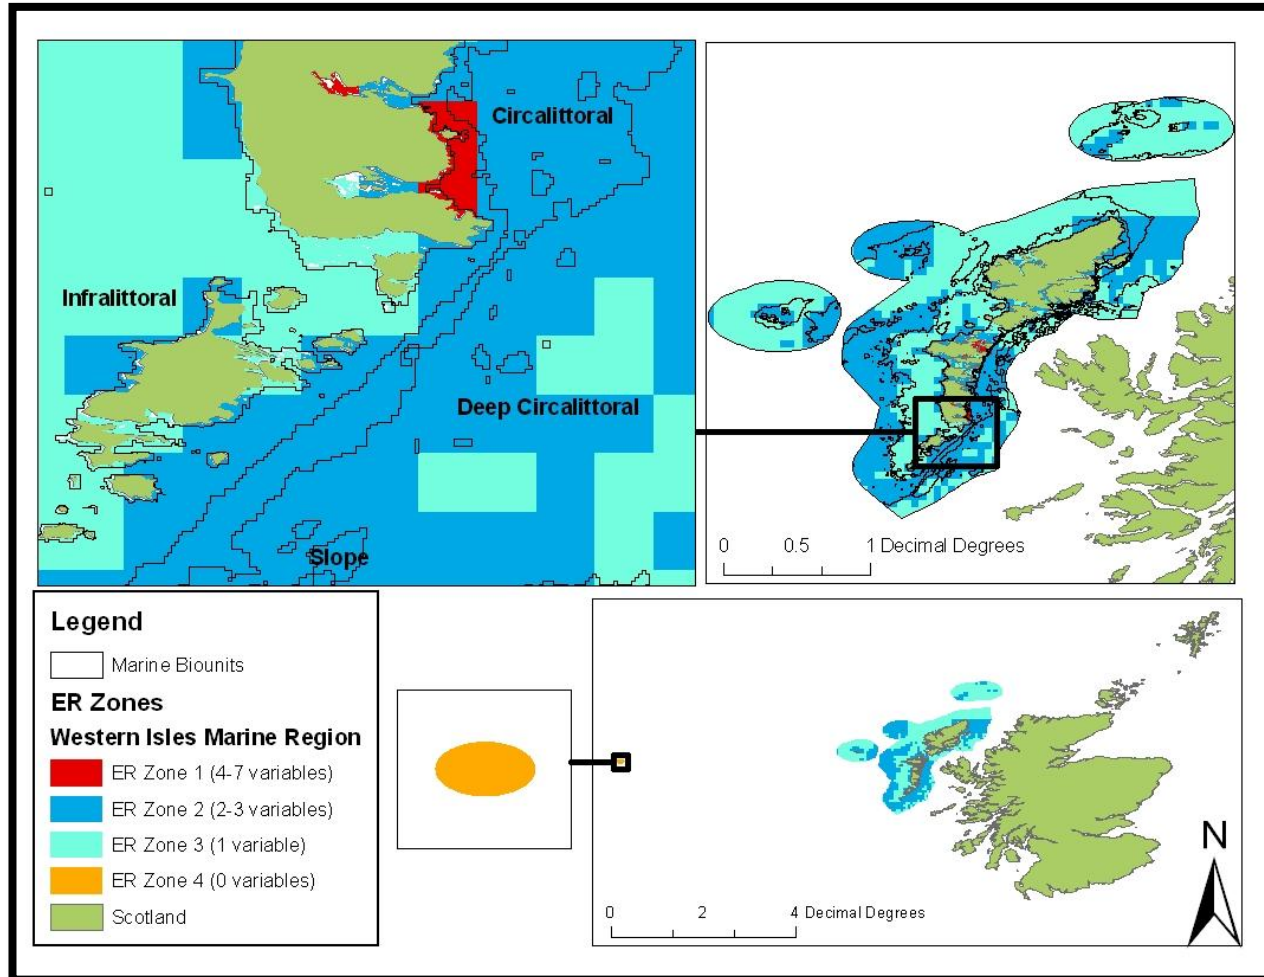 Circalittoral
Infralittoral
Deep Circalittoral
Slope
0 0.5 1 Decimal Degrees
Legend
Marine Biounits
ER Zones
Western Isles Marine Region
ER Zone 1 (4-7 variables)
ER Zone 2 (2-3 variables)
ER Zone 3 (1 variable)
ER Zone 4 (0 variables)
Scotland
0 2 4 Decimal Degrees
N